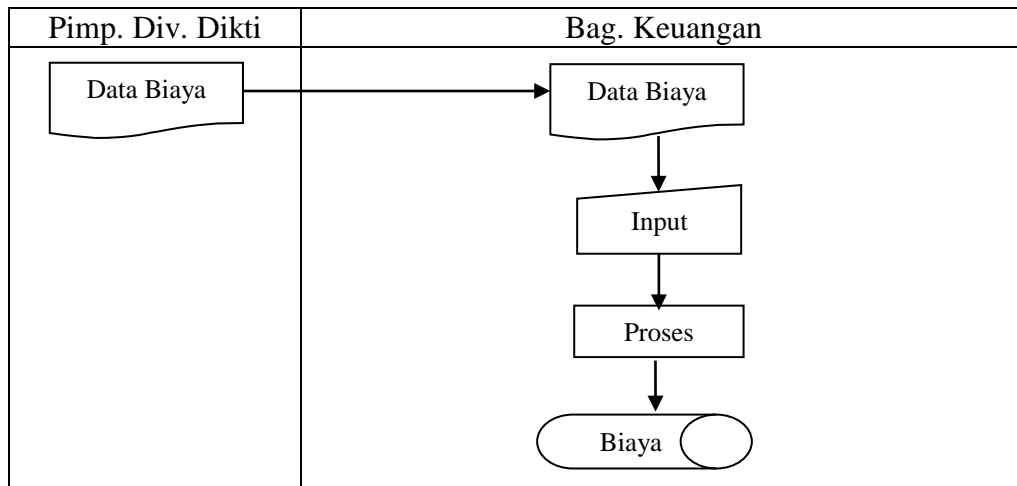 Pimp. Div. Dikti
Bag. Keuangan
Data Biaya
Data Biaya
Input
Proses
Biaya